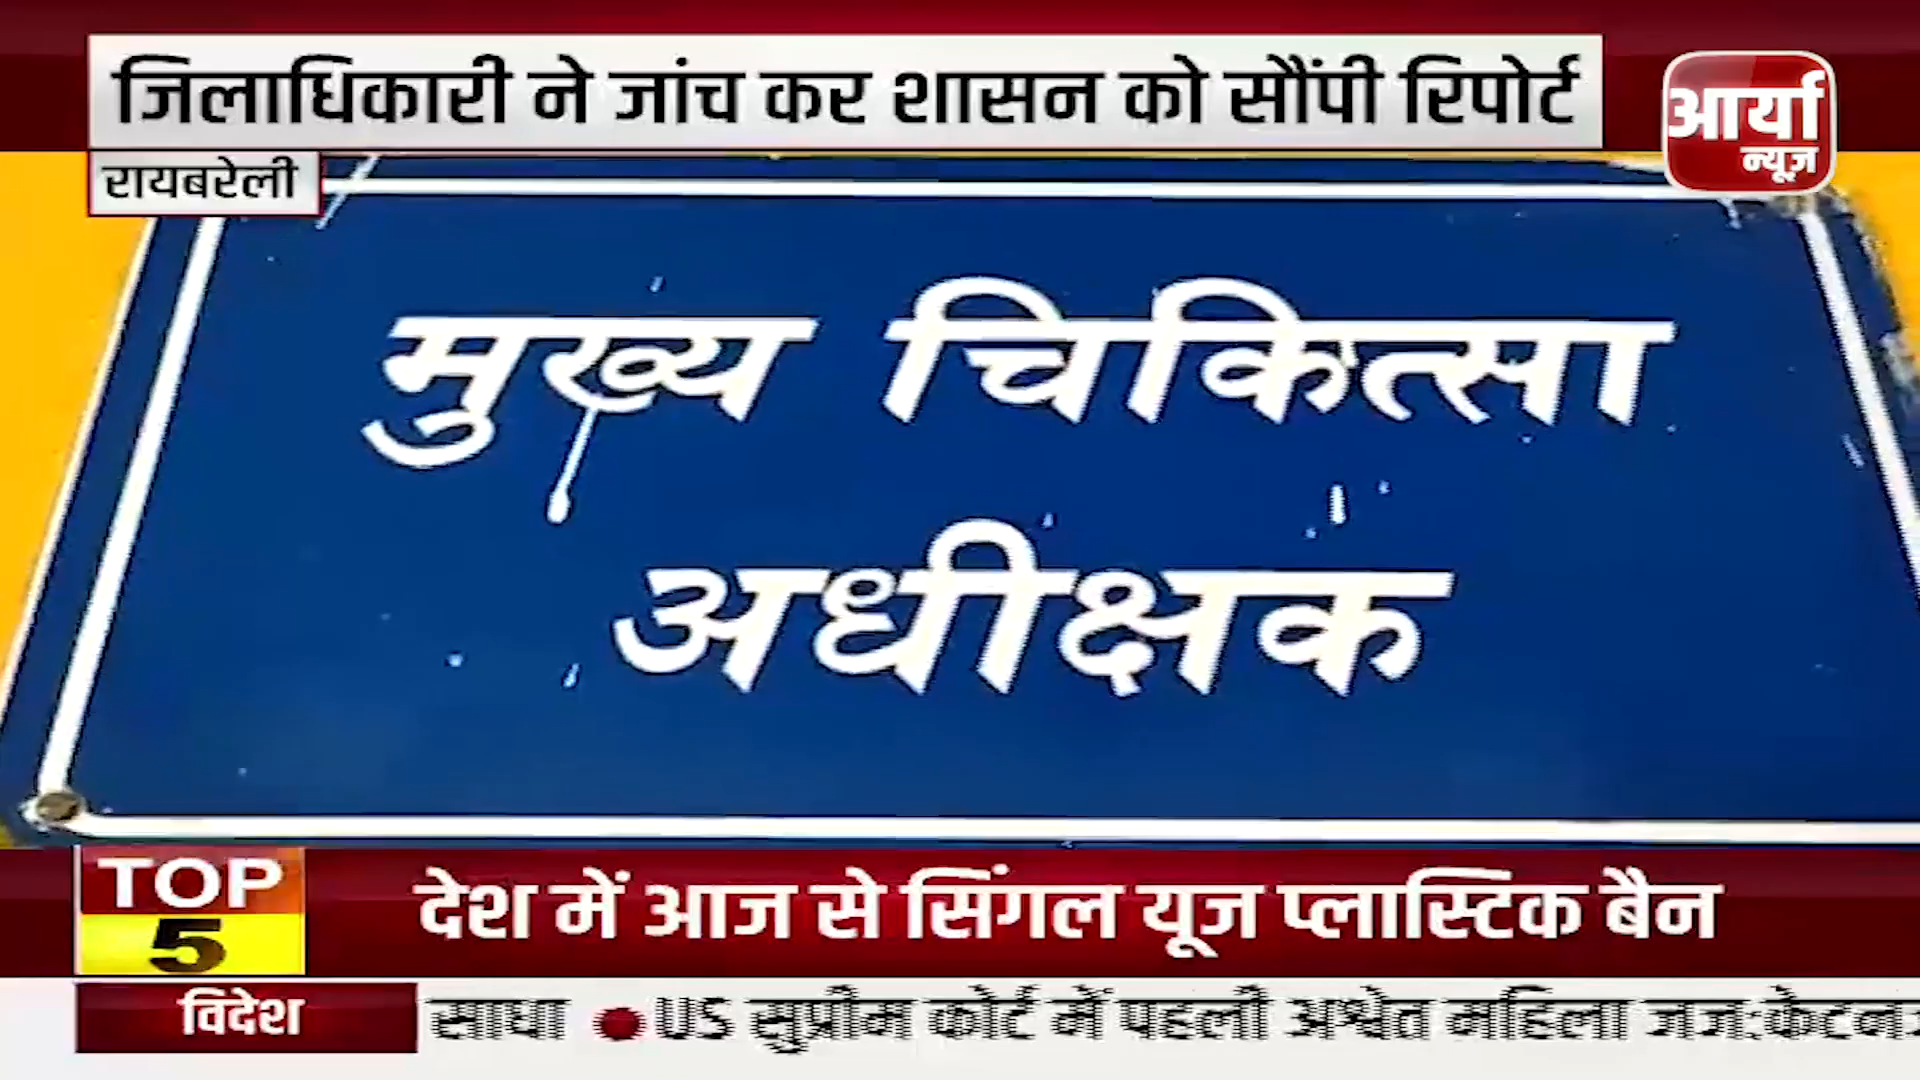 जिलाधिकारी ने जांच कर शासन को सौंपी रिपोर्ट
आर्या
न्यूज़
रायबरेली
मुख्य चिकित्सा
अधीक्षक
TOP
5
देश में आज से सिंगल यूज प्लास्टिक बैन
विदेश
साधा ●US सुप्रीम कोर्ट में पहली अश्वेत महिला जज:केटन